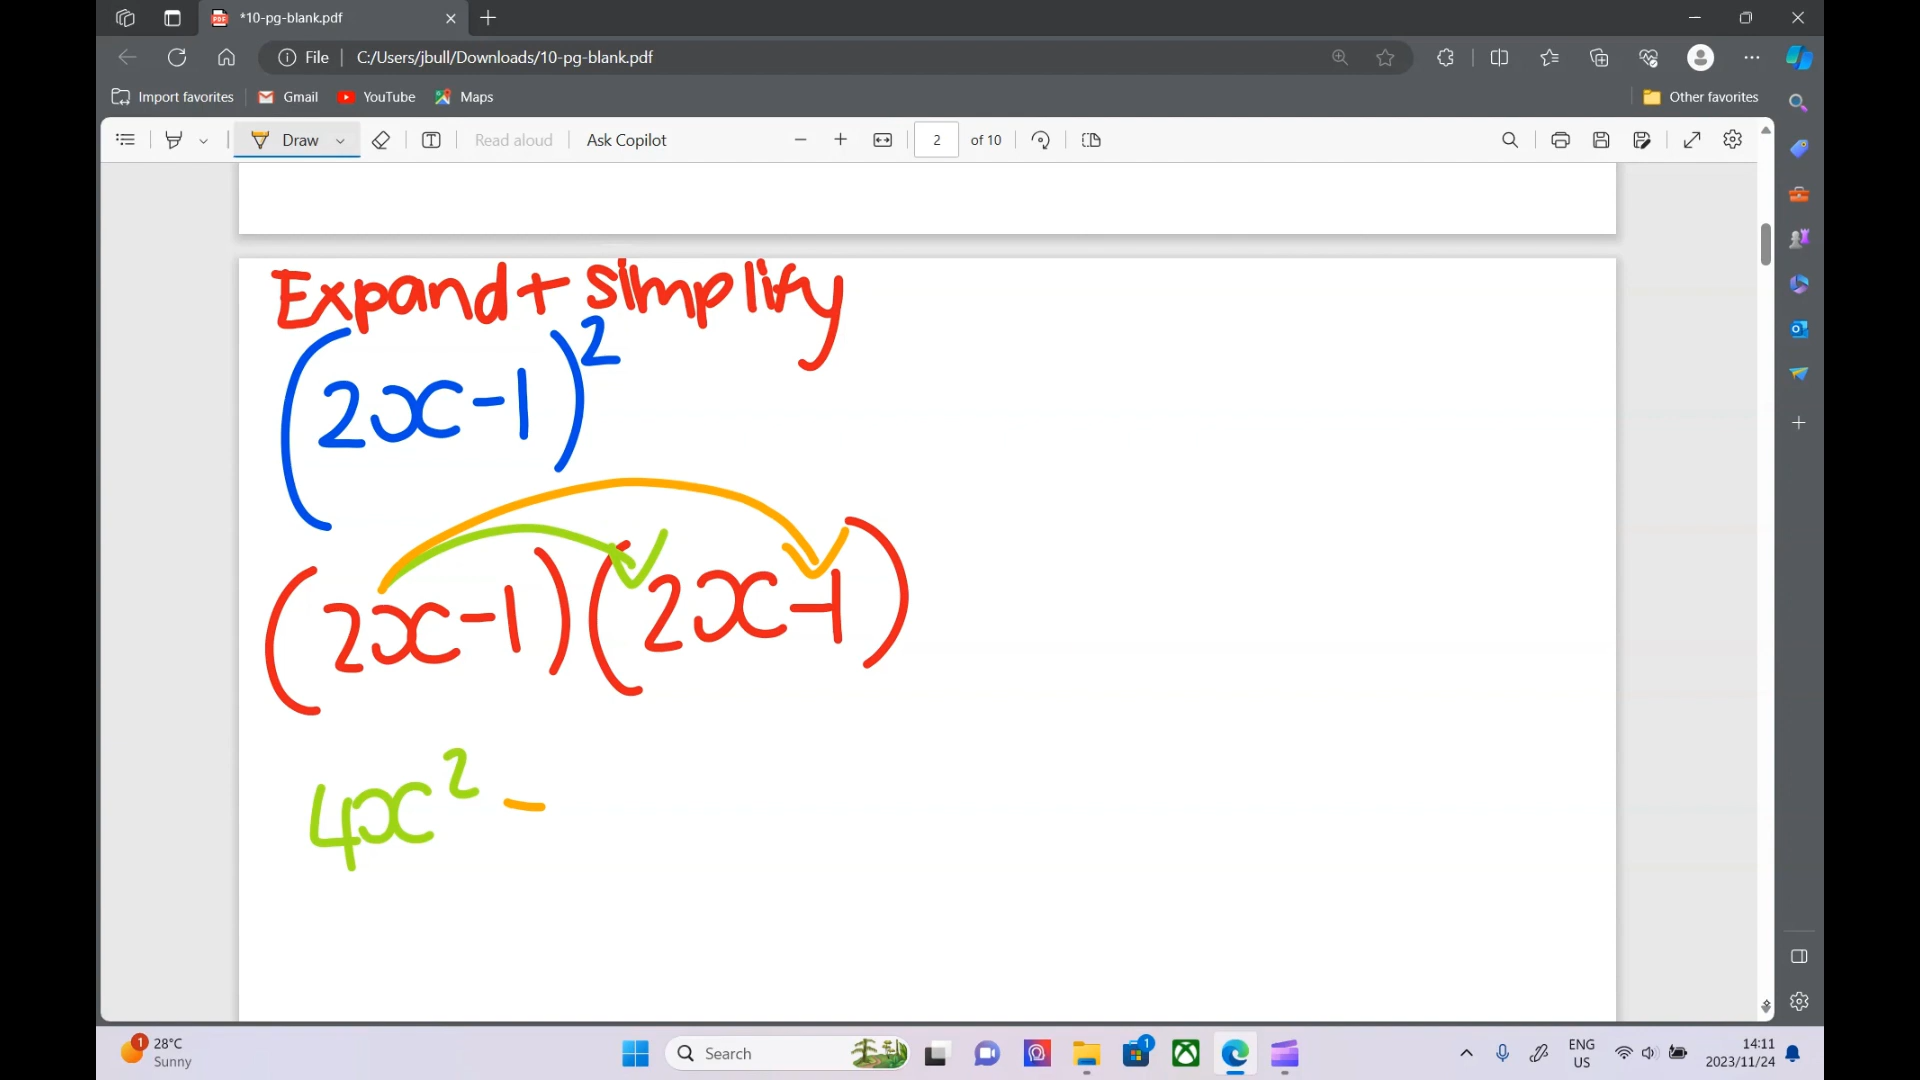 *10-pg-blank.pdf
File C:/Users/jbull/Downloads/10-pg-blank.pdf
Import favorites Gmail YouTube Maps Other favorites
Draw Read aloud Ask Copilot 2 of 10
Expand + simplify
(2x-1)²
(2x-1)(2x-1)
4x² -
1 28°C
Sunny
Search
1
ENG
US
14:11
2023/11/24